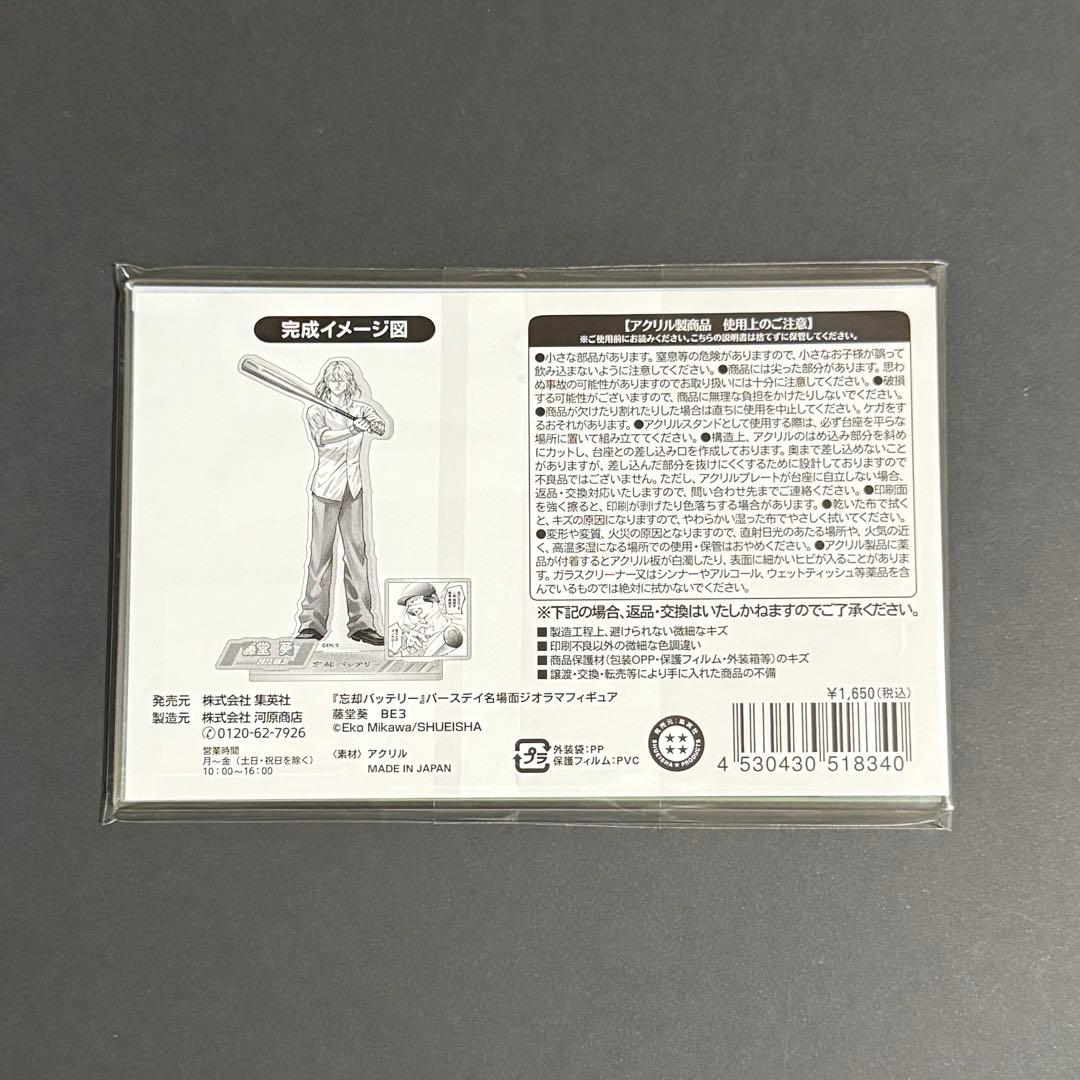 完成イメージ図
藤堂 葵
2025.08.31
©EM/S
忘却バッテリー
【アクリル製商品 使用上のご注意】
※ご使用前にお読みください。こちらの説明書は捨てずに保管してください。
●小さな部品があります。窒息等の危険がありますので、小さなお子様が誤って
飲み込まないように注意してください。●商品には尖った部分があります。思わ
ぬ事故の可能性がありますのでお取り扱いには十分に注意してください。●破損
する可能性がございますので、商品に無理な負担をかけたりしないでください。
●商品が欠けたり割れたりした場合は直ちに使用を中止してください。ケガをする
おそれがあります。●アクリルスタンドとして使用する際は、必ず台座を平らな
場所に置いて組み立ててください。●構造上、アクリルのはめ込み部分を斜め
にカットし、台座との差し込み口を作成しております。奥まで差し込めないこと
がありますが、差し込んだ部分を抜けにくくするために設計しておりますので
不良品ではございません。ただし、アクリルプレートが台座に自立しない場合、
返品・交換対応いたしますので、問い合わせ先までご連絡ください。●印刷面
を強く擦ると、印刷が剥げたり色落ちする場合があります。●乾いた布で拭く
と、キズの原因になりますので、やわらかい湿った布でやさしく拭いてください。
●変形や変質、火災の原因となりますので、直射日光のあたる場所や、火気の近
く、高温多湿になる場所での使用・保管はおやめください。●アクリル製品に薬
品が付着するとアクリル板が白濁したり、表面に細かいヒビが入ることがありま
す。ガラスクリーナー又はシンナーやアルコール、ウェットティッシュ等薬品を含
んでいるものでは絶対に拭かないでください。
※下記の場合、返品・交換はいたしかねますのでご了承ください。
■製造工程上、避けられない微細なキズ
■印刷不良以外の微細な色調違い
■商品保護材（包装OPP・保護フィルム・外装箱等）のキズ
■譲渡・交換・転売等により手に入れた商品の不備
発売元 株式会社 集英社
製造元 株式会社 河原商店
✆0120-62-7926
営業時間
月〜金（土日・祝日を除く）
10:00〜16:00
『忘却バッテリー』バースデイ名場面ジオラマフィギュア
藤堂葵 BE3
©Eko Mikawa/SHUEISHA
〈素材〉アクリル
MADE IN JAPAN
プラ
外装袋:PP
保護フィルム:PVC
発売元:集英社
SHUEISHA PRODUCTS
¥1,650(税込)
4 530430 518340